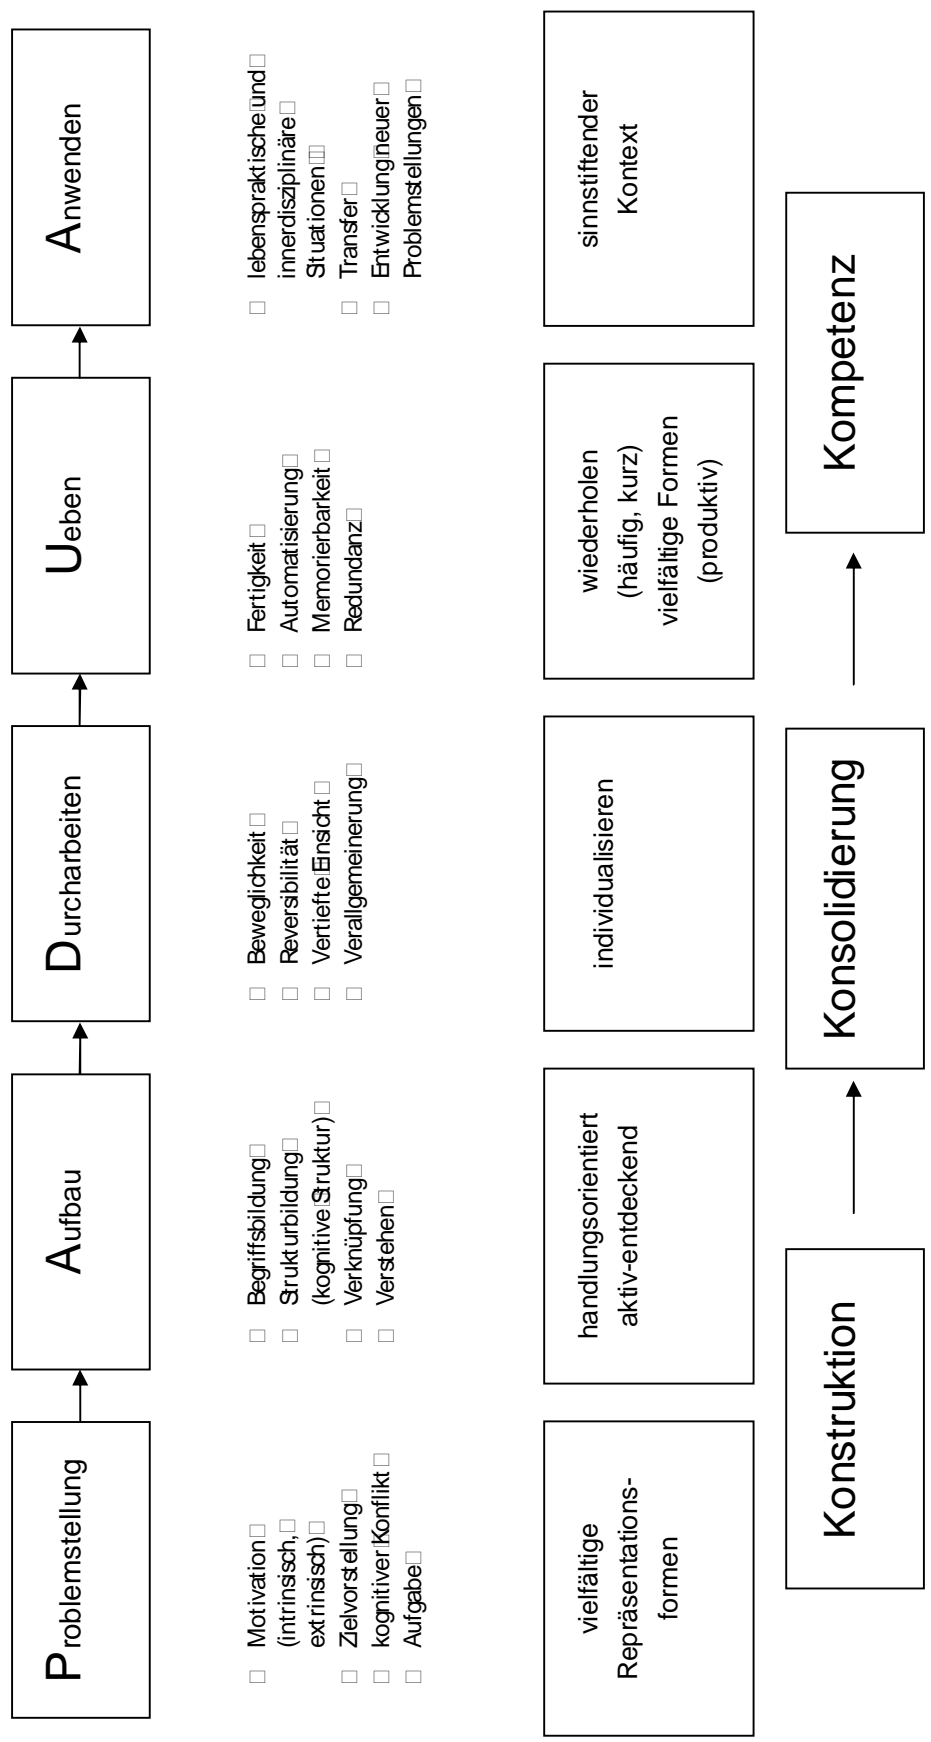 Problemstellung
Aufbau
Durcharbeiten
Ueben
Anwenden
Motivation
(intrinsisch,
extrinsisch)
Zielvorstellung
kognitiver Konflikt
Aufgabe
Begriffsbildung
Strukturbildung
(kognitive Struktur)
Verknüpfung
Verstehen
Beweglichkeit
Reversibilität
Vertiefte Einsicht
Verallgemeinerung
Fertigkeit
Automatisierung
Memorierbarkeit
Redundanz
lebenspraktische und
innerdisziplinäre
Situationen
Transfer
Entwicklung neuer
Problemstellungen
vielfältige
Repräsentations-
formen
handlungsorientiert
aktiv-entdeckend
individualisieren
wiederholen
(häufig, kurz)
vielfältige Formen
(produktiv)
sinnstiftender
Kontext
Konstruktion
Konsolidierung
Kompetenz